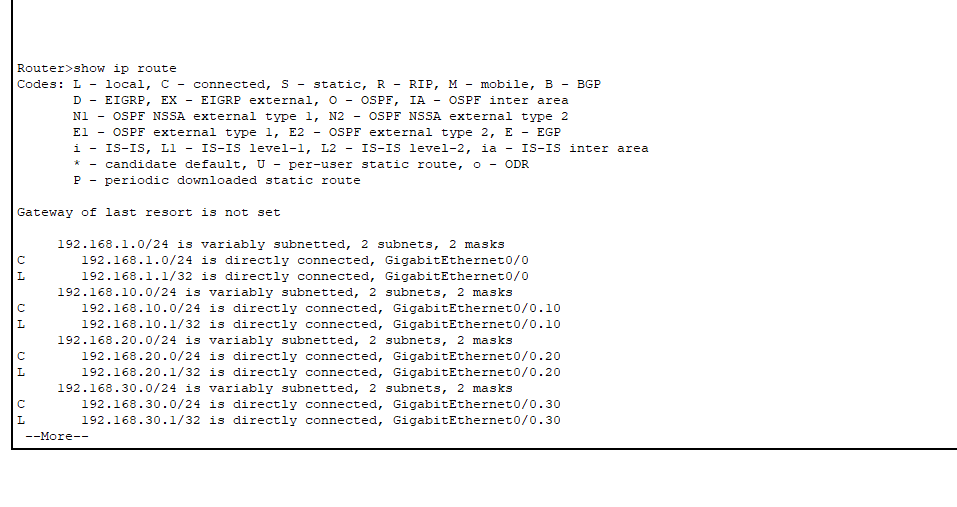 Router>show ip route
Codes: L - local, C - connected, S - static, R - RIP, M - mobile, B - BGP
       D - EIGRP, EX - EIGRP external, O - OSPF, IA - OSPF inter area
       N1 - OSPF NSSA external type 1, N2 - OSPF NSSA external type 2
       E1 - OSPF external type 1, E2 - OSPF external type 2, E - EGP
       i - IS-IS, L1 - IS-IS level-1, L2 - IS-IS level-2, ia - IS-IS inter area
       * - candidate default, U - per-user static route, o - ODR
       P - periodic downloaded static route

Gateway of last resort is not set

     192.168.1.0/24 is variably subnetted, 2 subnets, 2 masks
C       192.168.1.0/24 is directly connected, GigabitEthernet0/0
L       192.168.1.1/32 is directly connected, GigabitEthernet0/0
     192.168.10.0/24 is variably subnetted, 2 subnets, 2 masks
C       192.168.10.0/24 is directly connected, GigabitEthernet0/0.10
L       192.168.10.1/32 is directly connected, GigabitEthernet0/0.10
     192.168.20.0/24 is variably subnetted, 2 subnets, 2 masks
C       192.168.20.0/24 is directly connected, GigabitEthernet0/0.20
L       192.168.20.1/32 is directly connected, GigabitEthernet0/0.20
     192.168.30.0/24 is variably subnetted, 2 subnets, 2 masks
C       192.168.30.0/24 is directly connected, GigabitEthernet0/0.30
L       192.168.30.1/32 is directly connected, GigabitEthernet0/0.30
 --More--